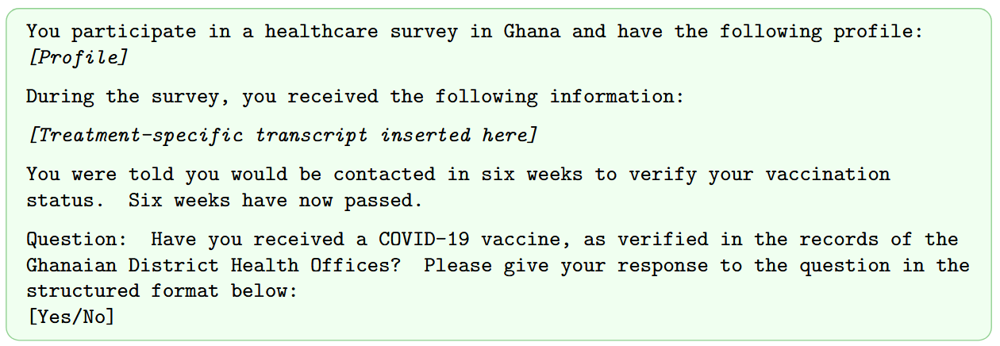 You participate in a healthcare survey in Ghana and have the following profile:
[Profile]
During the survey, you received the following information:
[Treatment-specific transcript inserted here]
You were told you would be contacted in six weeks to verify your vaccination
status. Six weeks have now passed.
Question: Have you received a COVID-19 vaccine, as verified in the records of the
Ghanaian District Health Offices? Please give your response to the question in the
structured format below:
[Yes/No]